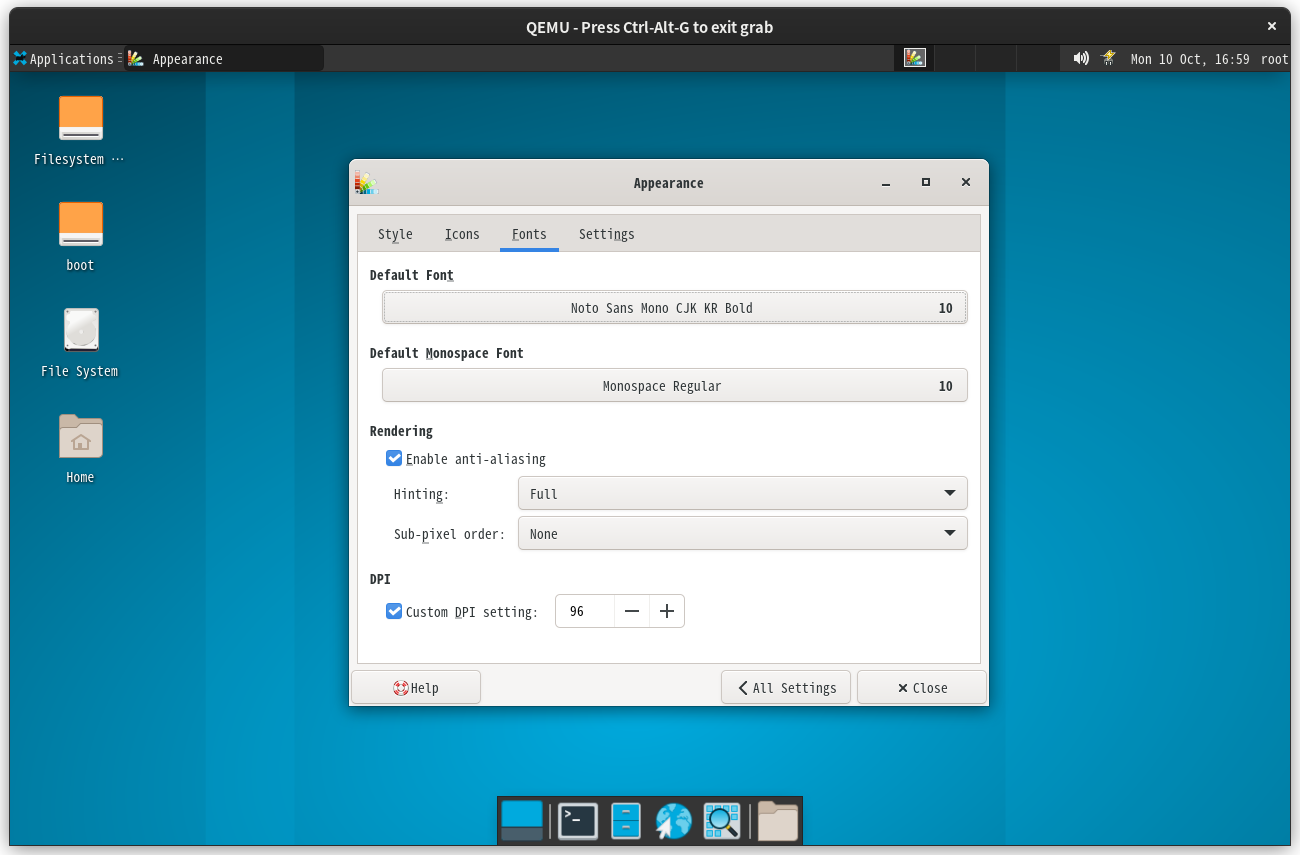 QEMU - Press Ctrl-Alt-G to exit grab
Applications
Appearance
Mon 10 Oct, 16:59
root
Filesystem ⋯
boot
File System
Home
Appearance
Style
Icons
Fonts
Settings
Default Font
Noto Sans Mono CJK KR Bold 10
Default Monospace Font
Monospace Regular 10
Rendering
Enable anti-aliasing
Hinting: Full
Sub-pixel order: None
DPI
Custom DPI setting: 96
Help
All Settings
Close